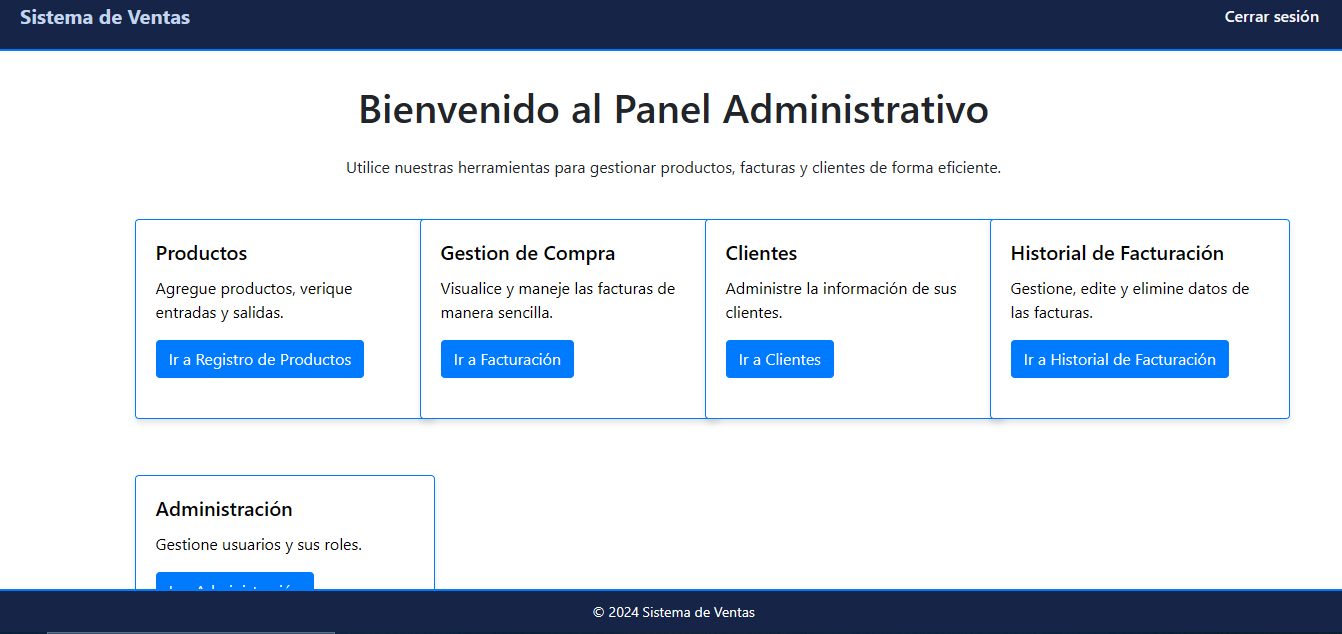 Sistema de Ventas
Cerrar sesión
Bienvenido al Panel Administrativo
Utilice nuestras herramientas para gestionar productos, facturas y clientes de forma eficiente.
Productos
Agregue productos, verique
entradas y salidas.
Ir a Registro de Productos
Gestion de Compra
Visualice y maneje las facturas de
manera sencilla.
Ir a Facturación
Clientes
Administre la información de sus
clientes.
Ir a Clientes
Historial de Facturación
Gestione, edite y elimine datos de
las facturas.
Ir a Historial de Facturación
Administración
Gestione usuarios y sus roles.
Ir a Administración
© 2024 Sistema de Ventas